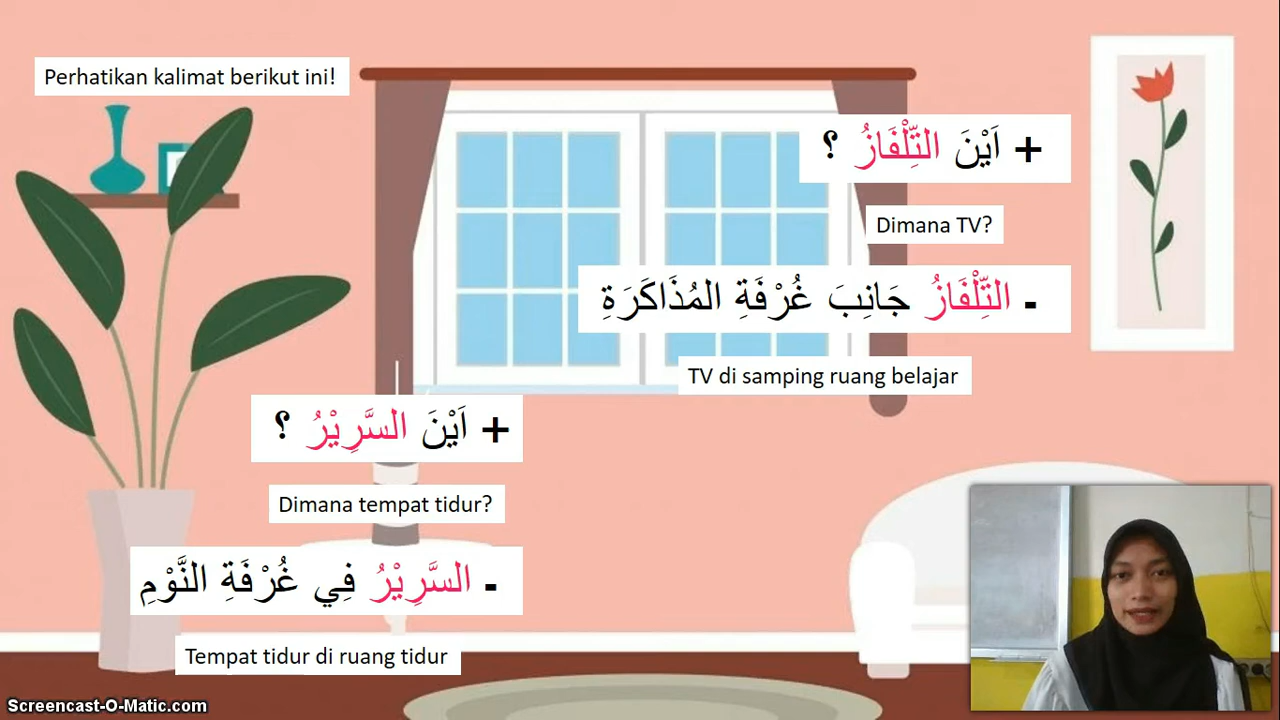 Perhatikan kalimat berikut ini!
+ اَيْنَ التِّلْفَازُ ؟
Dimana TV?
- التِّلْفَازُ جَانِبَ غُرْفَةِ المُذَاكَرَةِ
TV di samping ruang belajar
+ اَيْنَ السَّرِيْرُ ؟
Dimana tempat tidur?
- السَّرِيْرُ فِي غُرْفَةِ النَّوْمِ
Tempat tidur di ruang tidur
Screencast-O-Matic.com